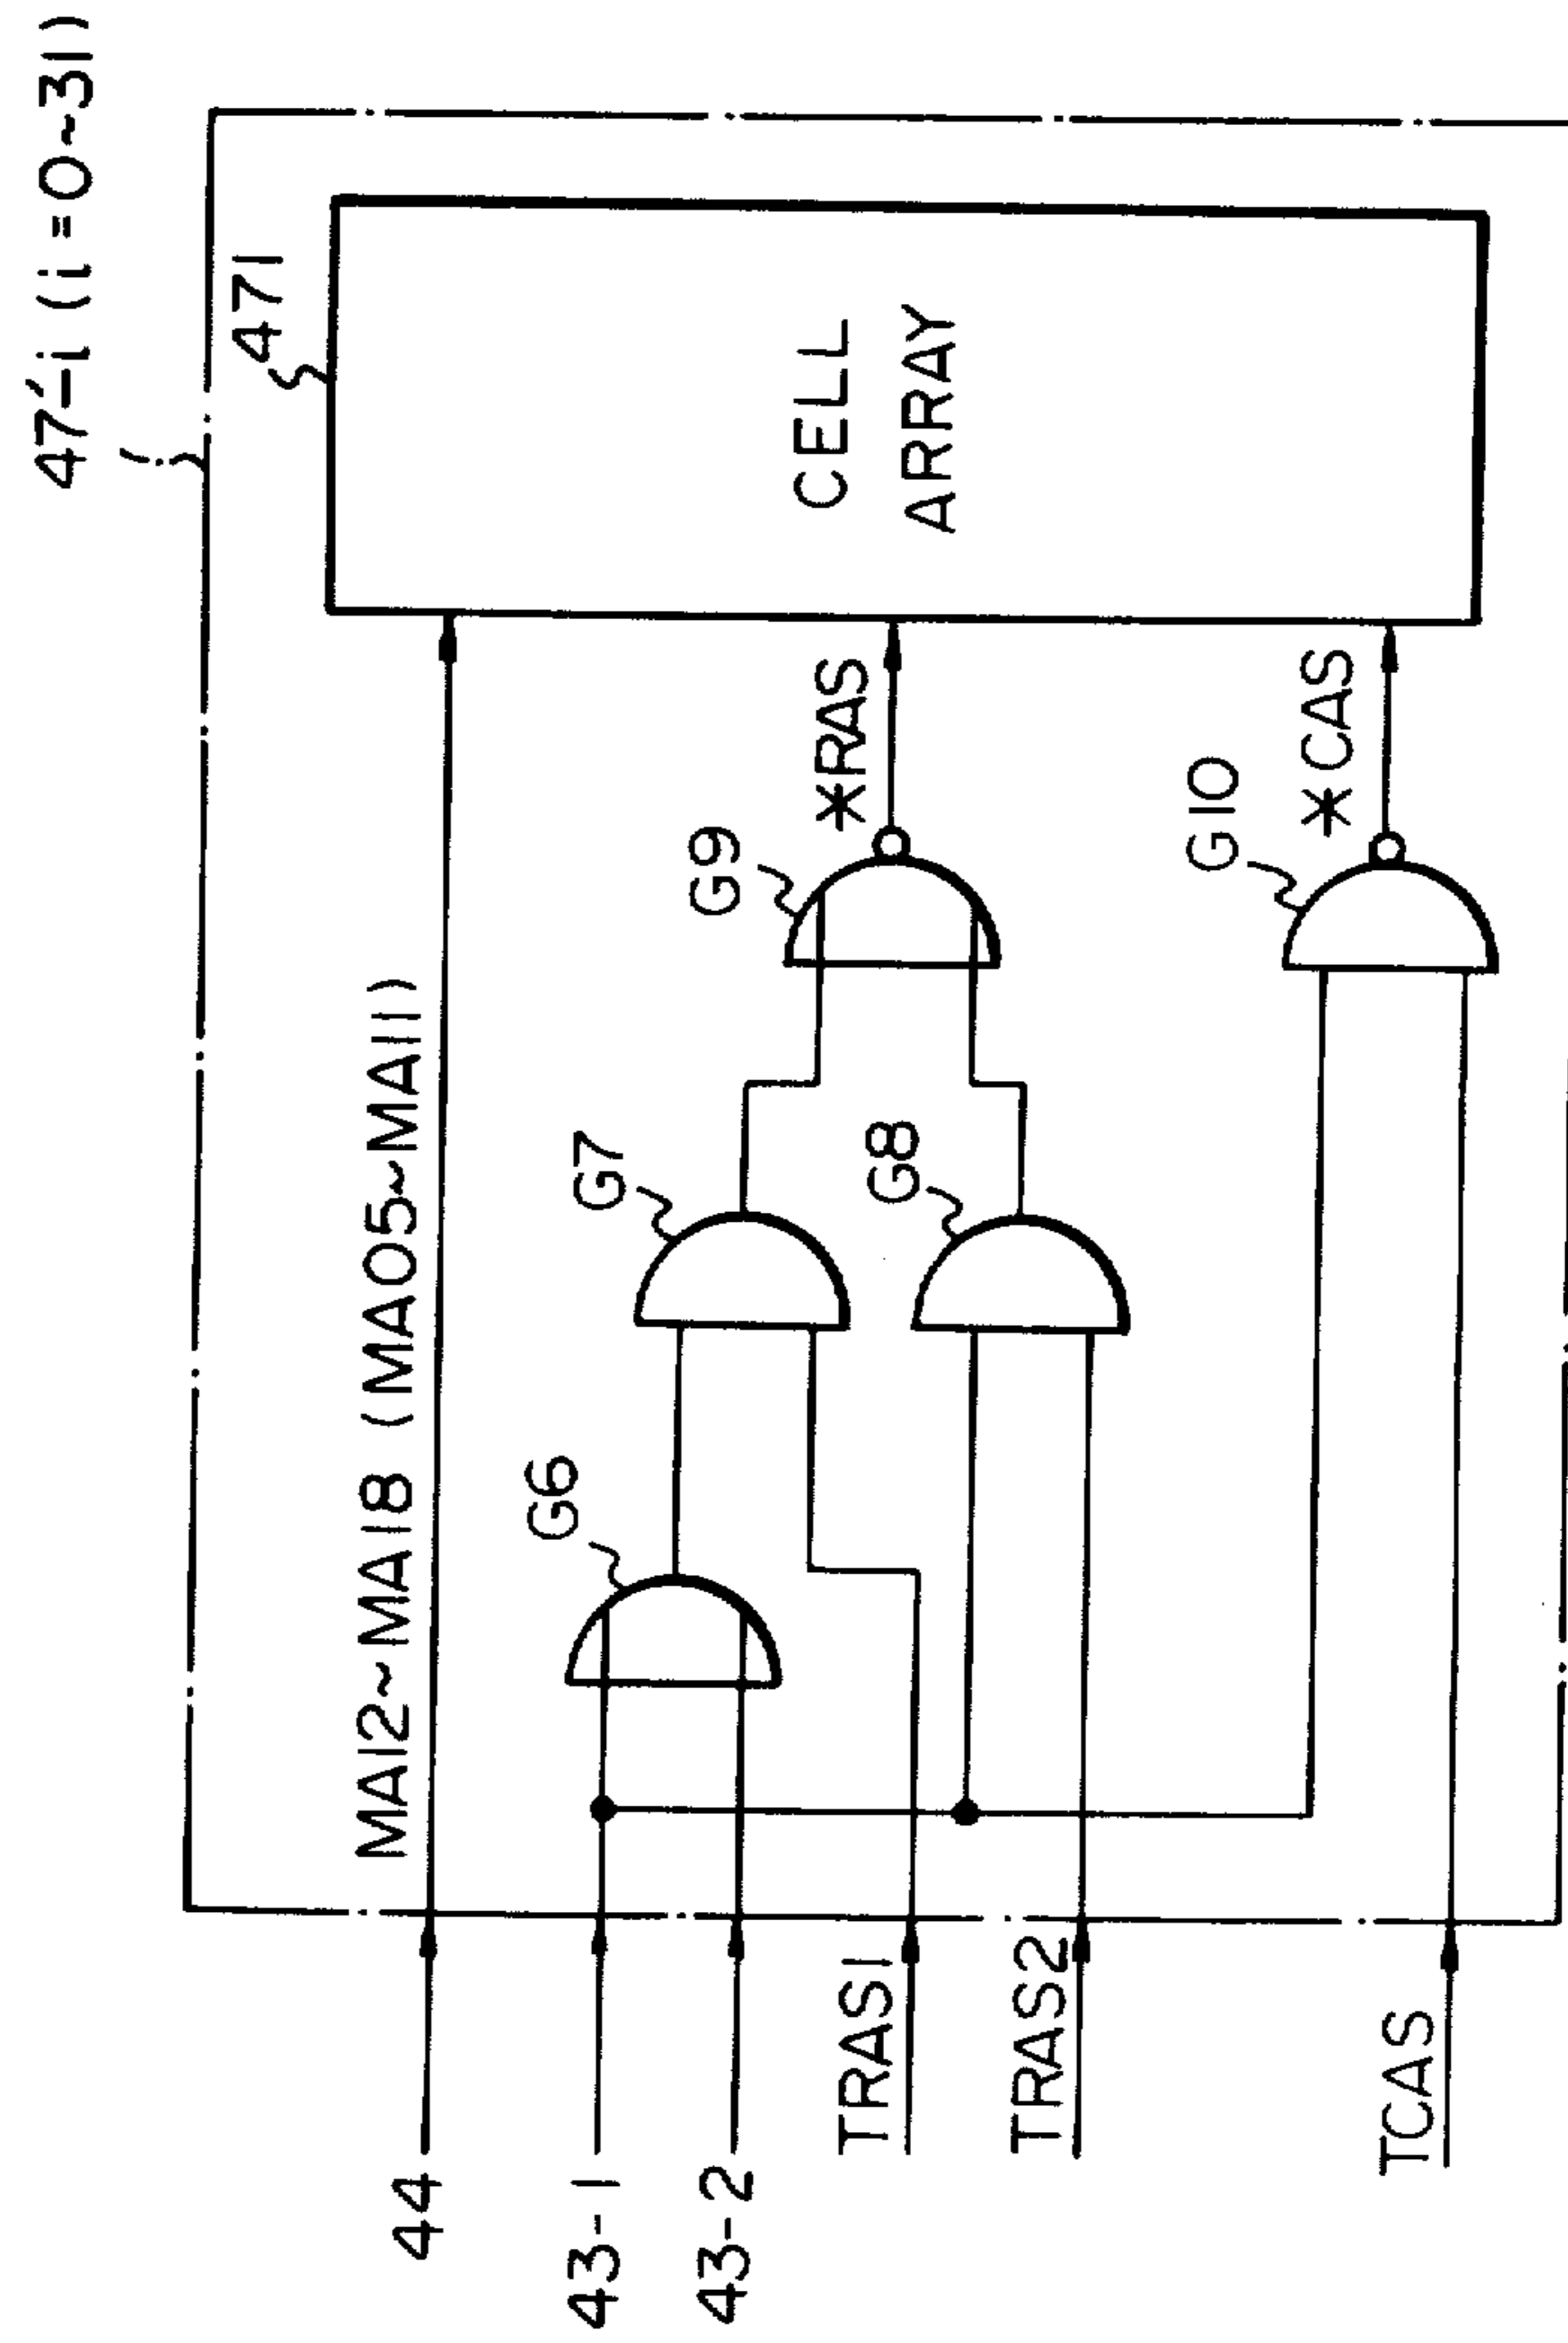 47'-i (i=0~31)
471
CELL
ARRAY
MA12~MA18 (MA05~MA11)
*RAS
*CAS
G9
G10
G7
G8
G6
44
43-1
43-2
TRAS1
TRAS2
TCAS